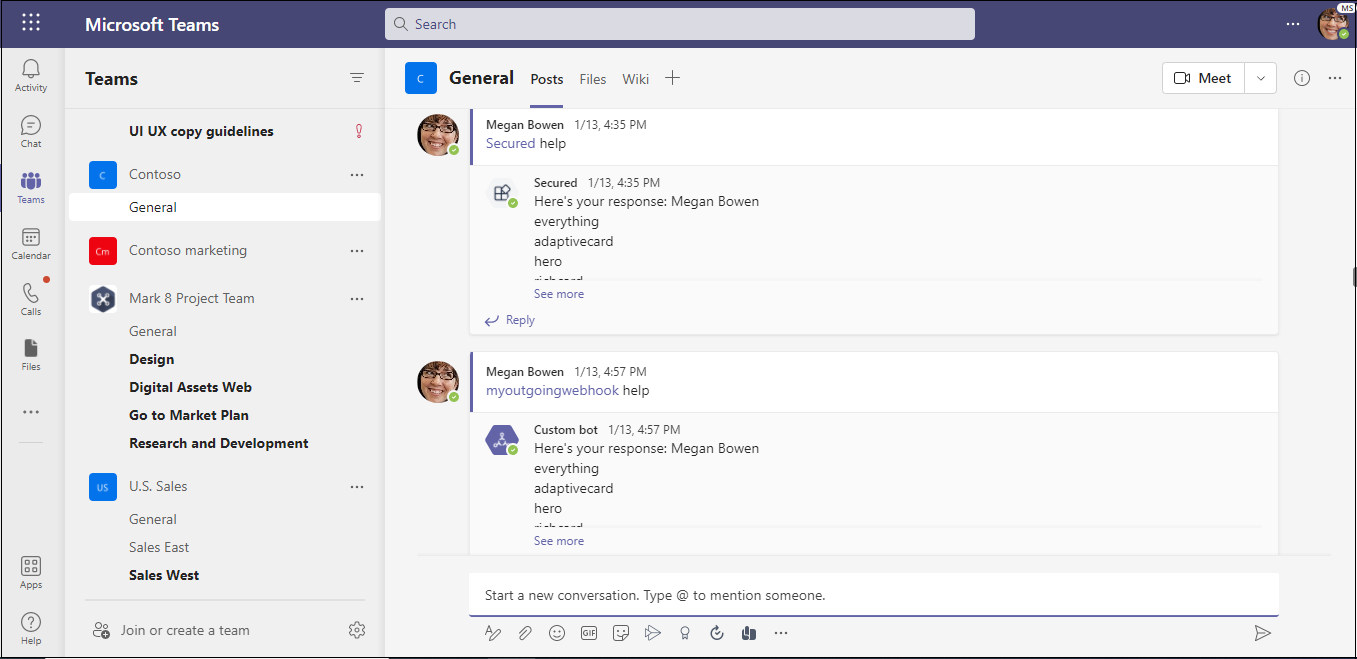 Microsoft Teams
Search
MS
Activity
Chat
Teams
Calendar
Calls
Files
Apps
Help
Teams
UI UX copy guidelines
C
Contoso
General
Cm
Contoso marketing
Mark 8 Project Team
General
Design
Digital Assets Web
Go to Market Plan
Research and Development
US
U.S. Sales
General
Sales East
Sales West
Join or create a team
C
General
Posts
Files
Wiki
Meet
Megan Bowen 1/13, 4:35 PM
Secured help
Secured 1/13, 4:35 PM
Here's your response: Megan Bowen
everything
adaptivecard
hero
See more
Reply
Megan Bowen 1/13, 4:57 PM
myoutgoingwebhook help
Custom bot 1/13, 4:57 PM
Here's your response: Megan Bowen
everything
adaptivecard
hero
See more
Start a new conversation. Type @ to mention someone.
GIF